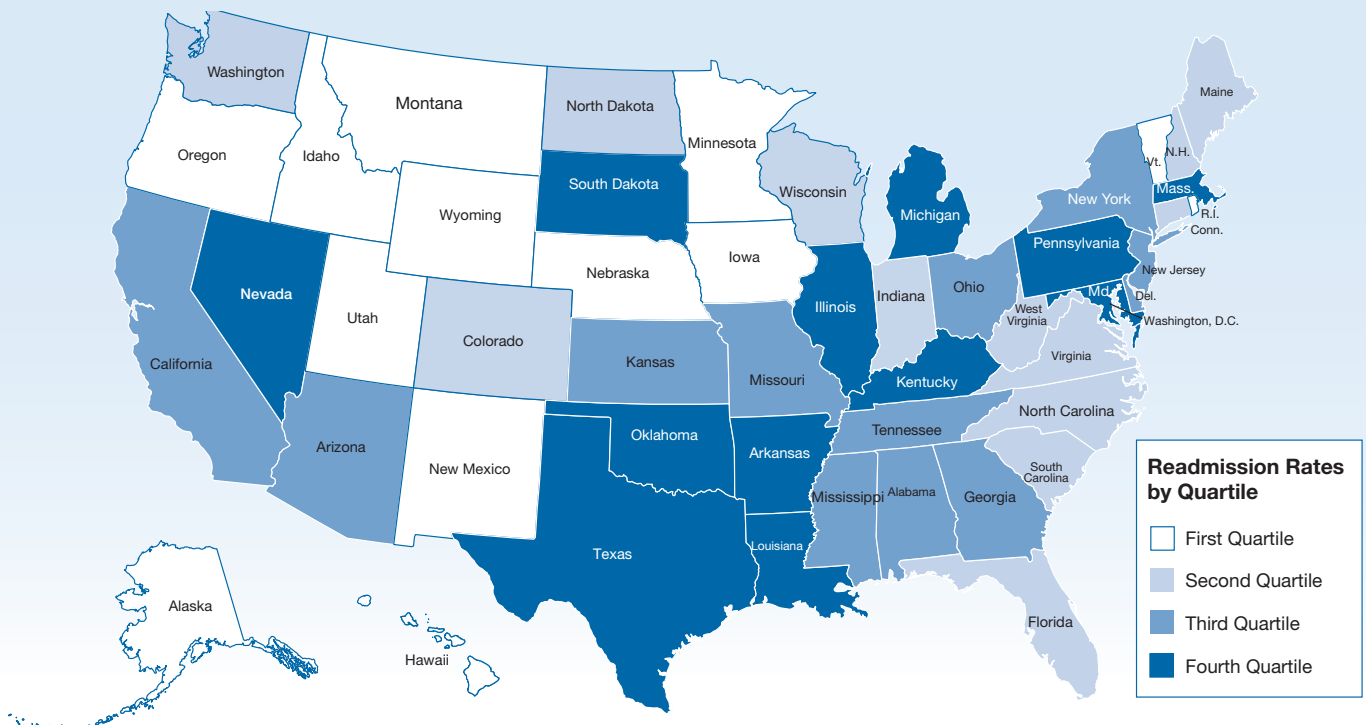 Washington
Montana
North Dakota
Minnesota
Maine
Oregon
Idaho
Vt.
N.H.
Wyoming
South Dakota
Wisconsin
Michigan
New York
Mass.
R.I.
Conn.
Nebraska
Iowa
Pennsylvania
New Jersey
Nevada
Utah
Colorado
Illinois
Indiana
Ohio
Md.
Del.
Washington, D.C.
West
Virginia
Virginia
California
Kansas
Missouri
Kentucky
North Carolina
Tennessee
Arizona
New Mexico
Oklahoma
Arkansas
South
Carolina
Mississippi
Alabama
Georgia
Texas
Louisiana
Florida
Alaska
Hawaii
Readmission Rates
by Quartile
First Quartile
Second Quartile
Third Quartile
Fourth Quartile